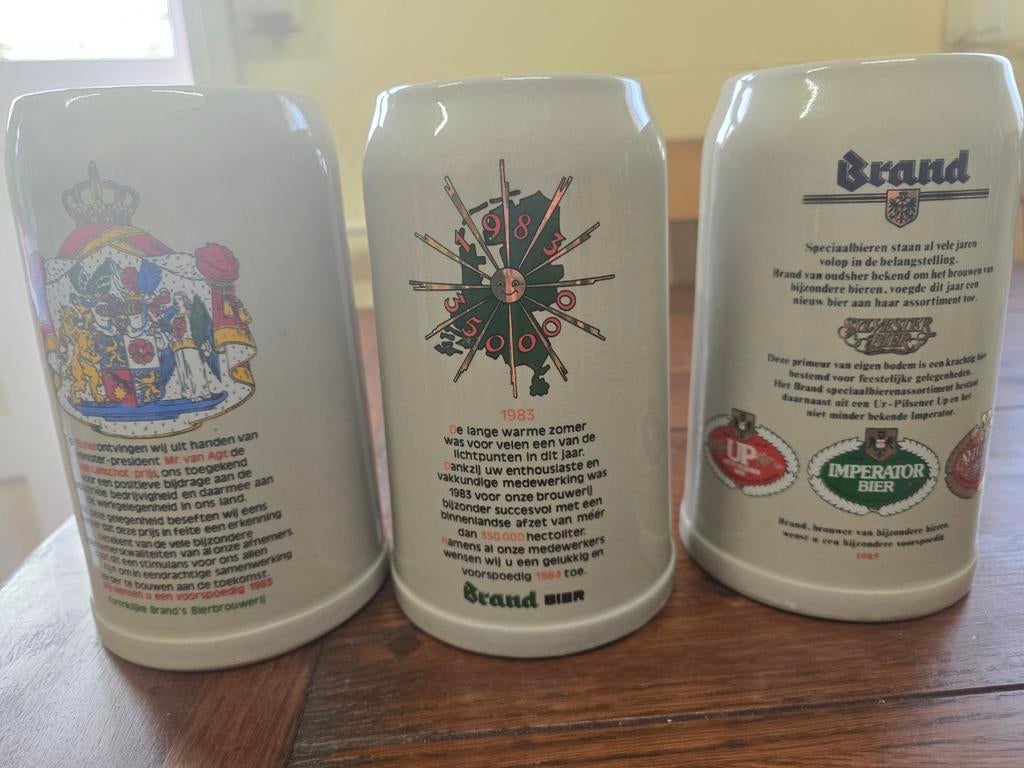 mei ontvingen wij uit handen van
minister-president Mr. van Agt de
van Lanschot-prijs, ons toegekend
voor een positieve bijdrage aan de
bedrijvigheid en daarmee aan
werkgelegenheid in ons land.
deze gelegenheid beseften wij eens
dat deze prijs in feite een erkenning
betekent van de vele bijzondere
kwaliteiten van al onze afnemers.
dit een stimulans voor ons allen
zijn om in eendrachtige samenwerking
verder te bouwen aan de toekomst.
wij wensen u een voorspoedig 1983
Koninklijke Brand's Bierbrouwerij
1983
350000
1983
De lange warme zomer
was voor velen een van de
lichtpunten in dit jaar.
Dankzij uw enthousiaste en
vakkundige medewerking was
1983 voor onze brouwerij
bijzonder succesvol met een
binnenlandse afzet van méér
dan 350.000 hectoliter.
Namens al onze medewerkers
wensen wij u een gelukkig en
voorspoedig 1984 toe.
Brand BIER
Brand
Speciaalbieren staan al vele jaren
volop in de belangstelling.
Brand van oudsher bekend om het brouwen van
bijzondere bieren, voegde dit jaar een
nieuw bier aan haar assortiment toe.
SYLVESTER
BIER
Deze primeur van eigen bodem is een krachtig bier
bestemd voor feestelijke gelegenheden.
Het Brand speciaalbierenassortiment bestaat
daarnaast uit een Ur-Pilsener Up en het
niet minder bekende Imperator.
UP
IMPERATOR
BIER
Brand, brouwer van bijzondere bieren,
wenst u een bijzondere voorspoedig
1985